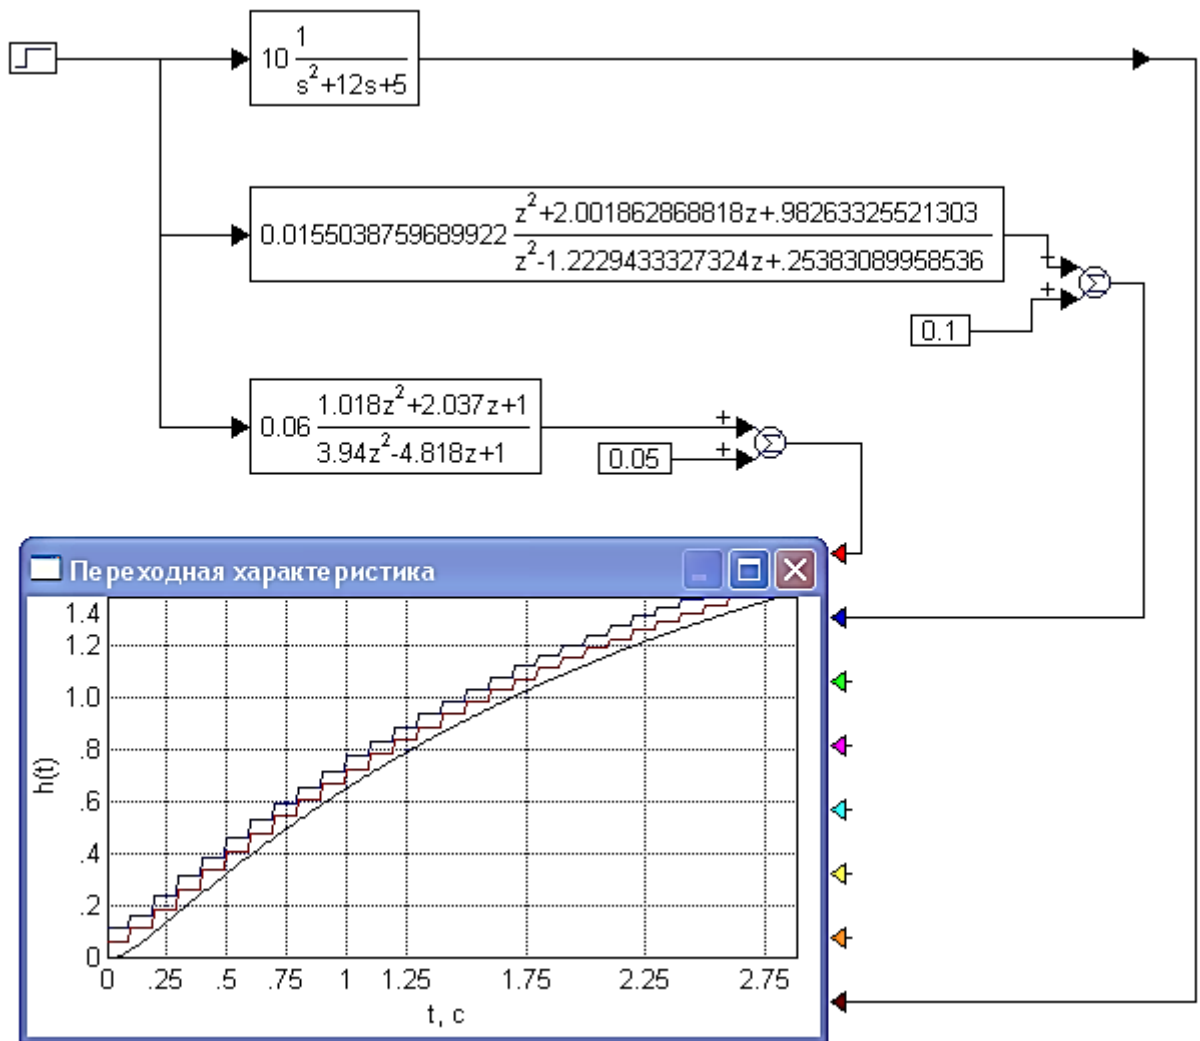 10 1
s²+12s+5
z²+2.001862868818z+.98263325521303
0.0155038759689922
z²-1.2229433327324z+.25383089958536
+
Σ
+
0.1
1.018z²+2.037z+1
0.06
3.94z²-4.818z+1
+
Σ
0.05 +
Переходная характеристика
1.4
1.2
1.0
.8
.6
.4
.2
0
h(t)
0 .25 .5 .75 1 1.25 1.75 2.25 2.75
t, c